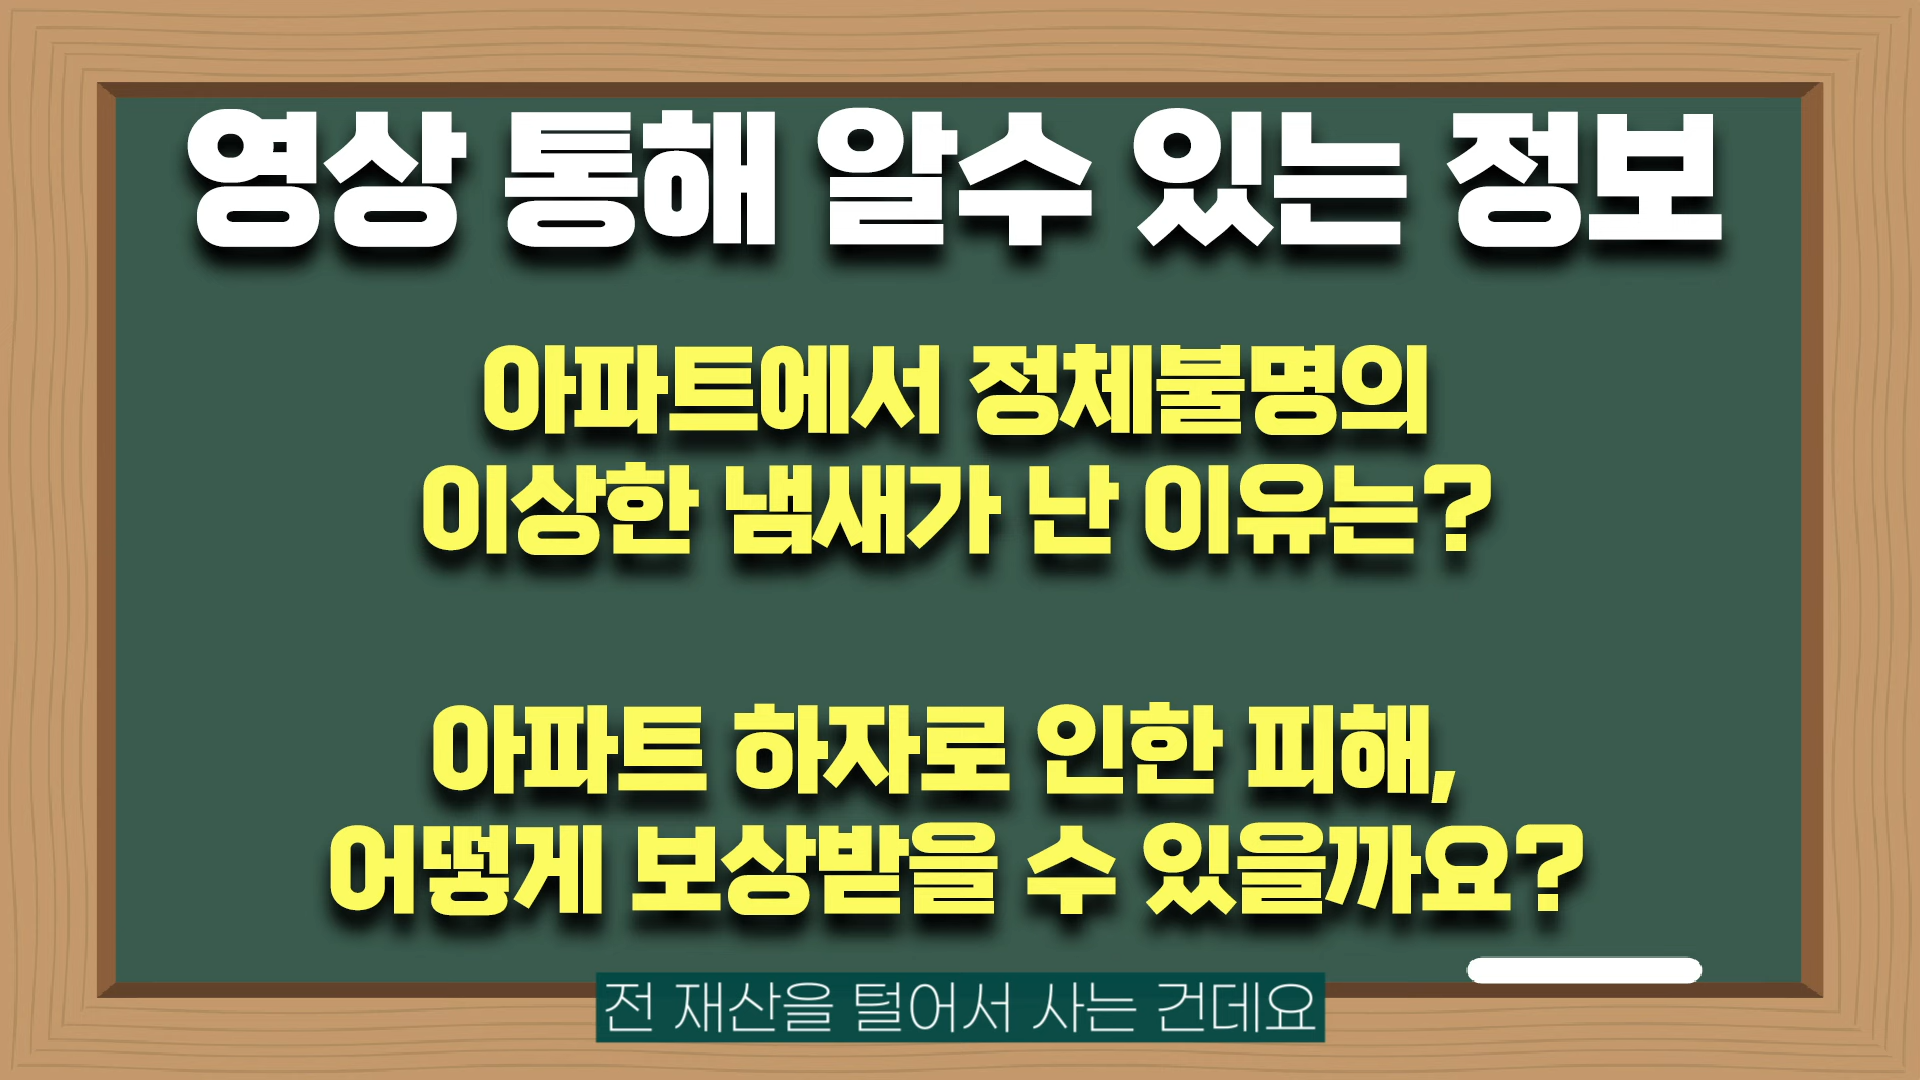 영상 통해 알수 있는 정보
아파트에서 정체불명의
이상한 냄새가 난 이유는?
아파트 하자로 인한 피해,
어떻게 보상받을 수 있을까요?
전 재산을 털어서 사는 건데요